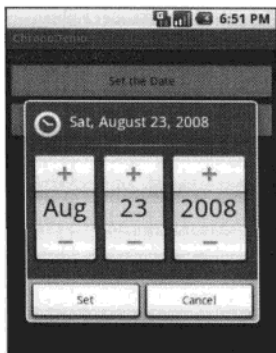 6:51 PM
ChronoDemo
Set the Date
Sat, August 23, 2008
+ + +
Aug 23 2008
− − −
Set Cancel